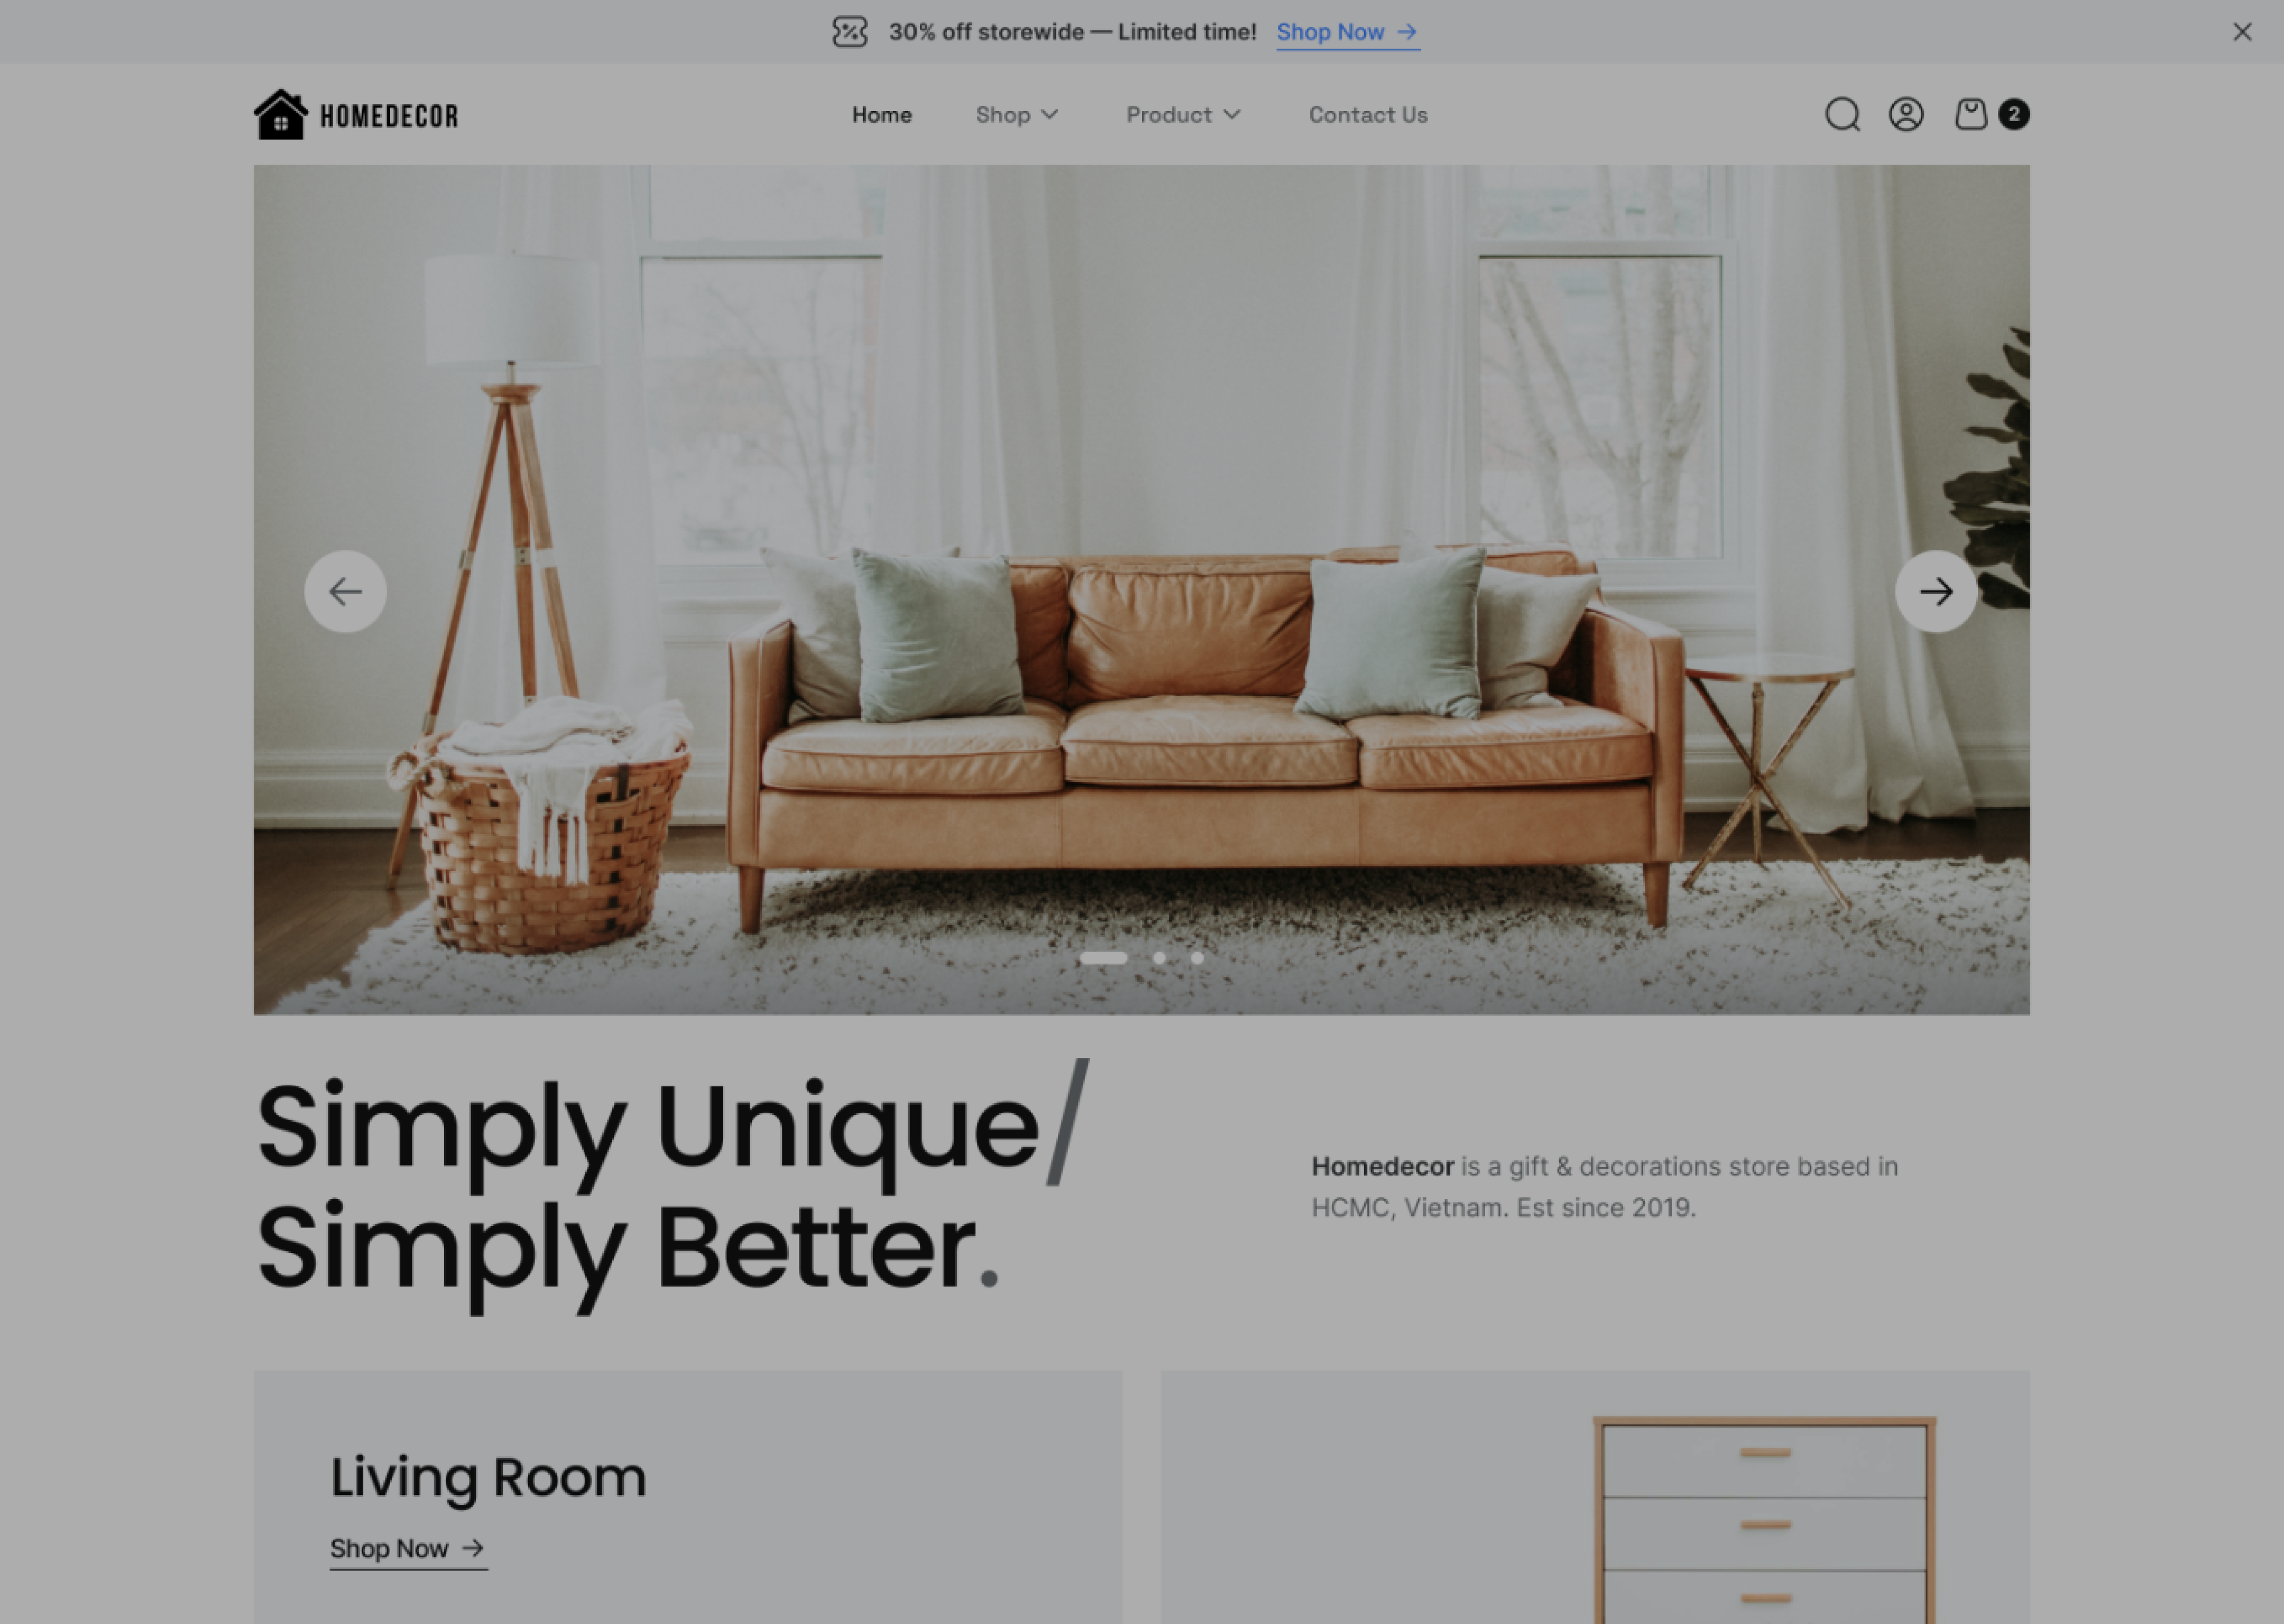 30% off storewide — Limited time! Shop Now
HOMEDECOR
Home Shop Product Contact Us 2
Simply Unique/
Simply Better.
Homedecor is a gift & decorations store based in
HCMC, Vietnam. Est since 2019.
Living Room
Shop Now